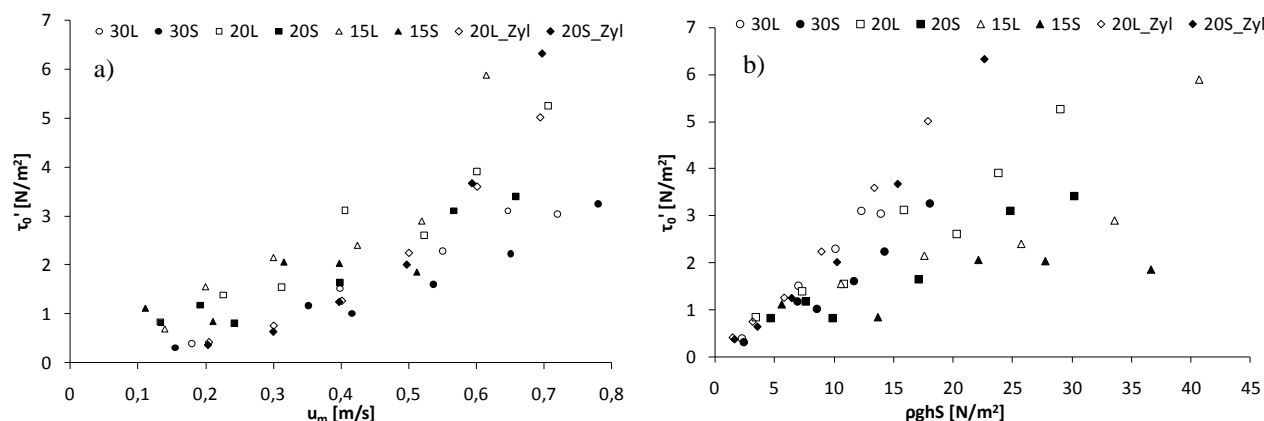 ○ 30L ● 30S □ 20L ■ 20S △ 15L ▲ 15S ◇ 20L_Zyl ◆ 20S_Zyl
a)
τ₀' [N/m²]
7
6
5
4
3
2
1
0
0 0,1 0,2 0,3 0,4 0,5 0,6 0,7 0,8
uₘ [m/s]
○ 30L ● 30S □ 20L ■ 20S △ 15L ▲ 15S ◇ 20L_Zyl ◆ 20S_Zyl
b)
τ₀' [N/m²]
7
6
5
4
3
2
1
0
0 5 10 15 20 25 30 35 40 45
ρghS [N/m²]